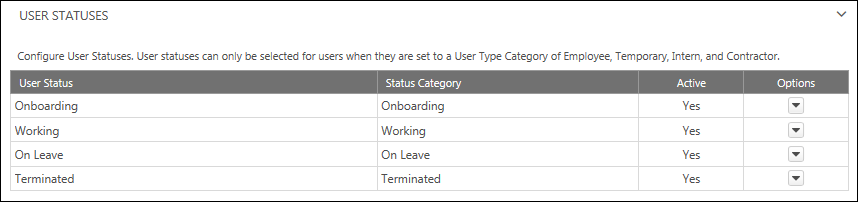 USER STATUSES
Configure User Statuses. User statuses can only be selected for users when they are set to a User Type Category of Employee, Temporary, Intern, and Contractor.
User Status Status Category Active Options
Onboarding Onboarding Yes
Working Working Yes
On Leave On Leave Yes
Terminated Terminated Yes